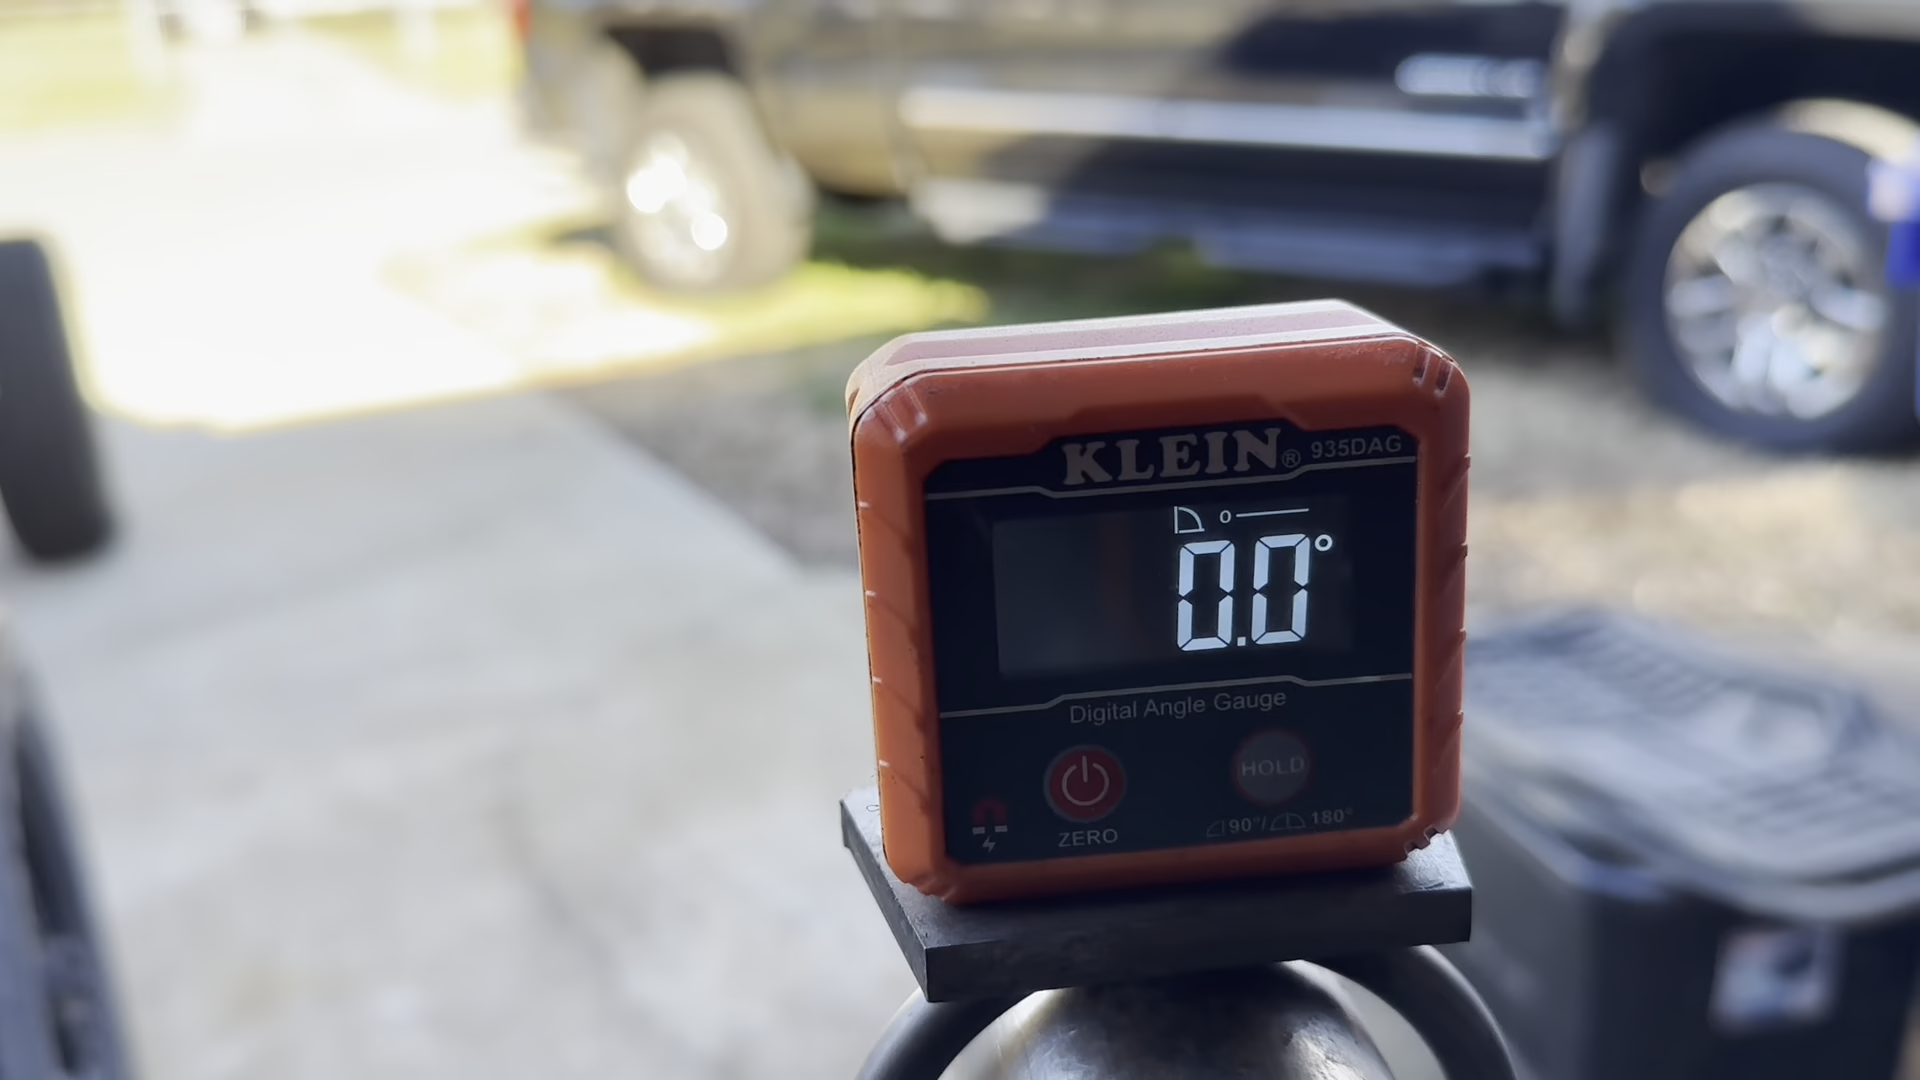 KLEIN® 935DAG
0.0°
Digital Angle Gauge
HOLD
ZERO
90°/ 180°